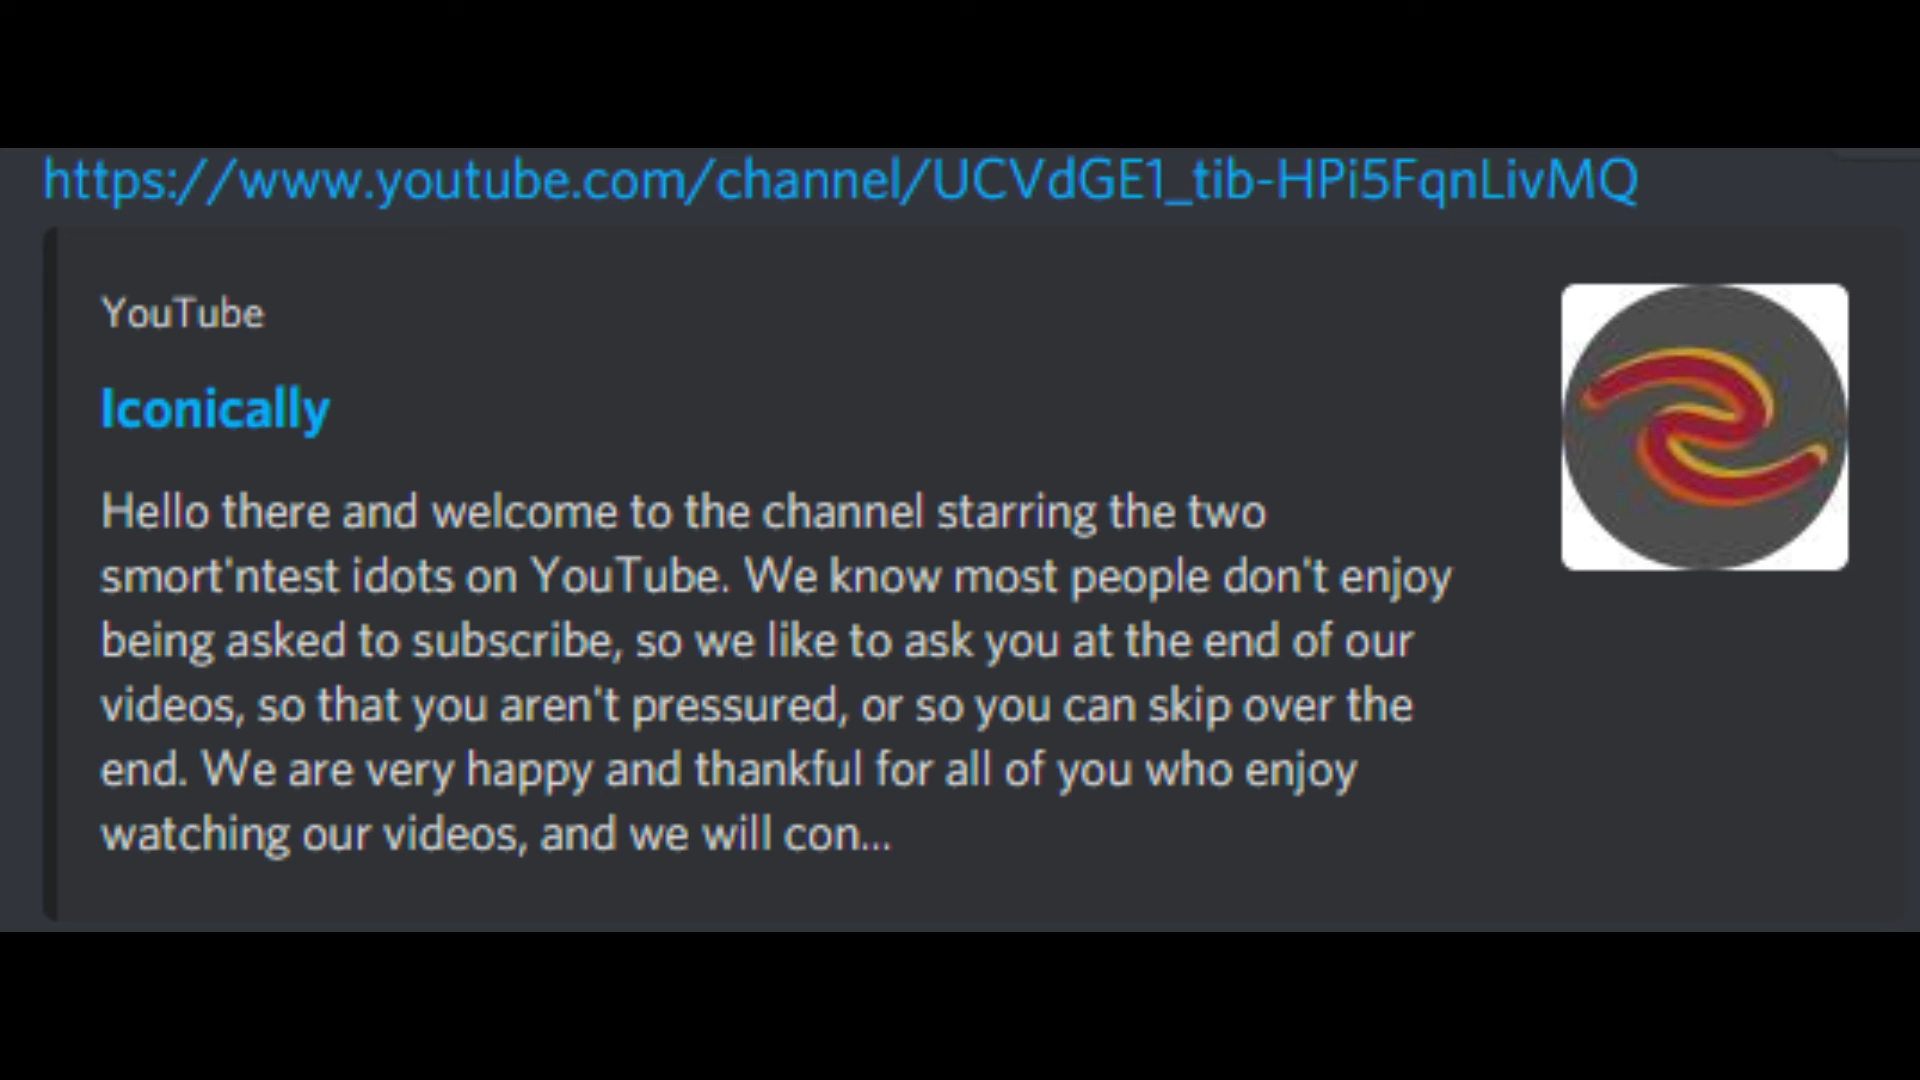 https://www.youtube.com/channel/UCVdGE1_tib-HPi5FqnLivMQ
YouTube
Iconically
Hello there and welcome to the channel starring the two
smort'ntest idots on YouTube. We know most people don't enjoy
being asked to subscribe, so we like to ask you at the end of our
videos, so that you aren't pressured, or so you can skip over the
end. We are very happy and thankful for all of you who enjoy
watching our videos, and we will con...